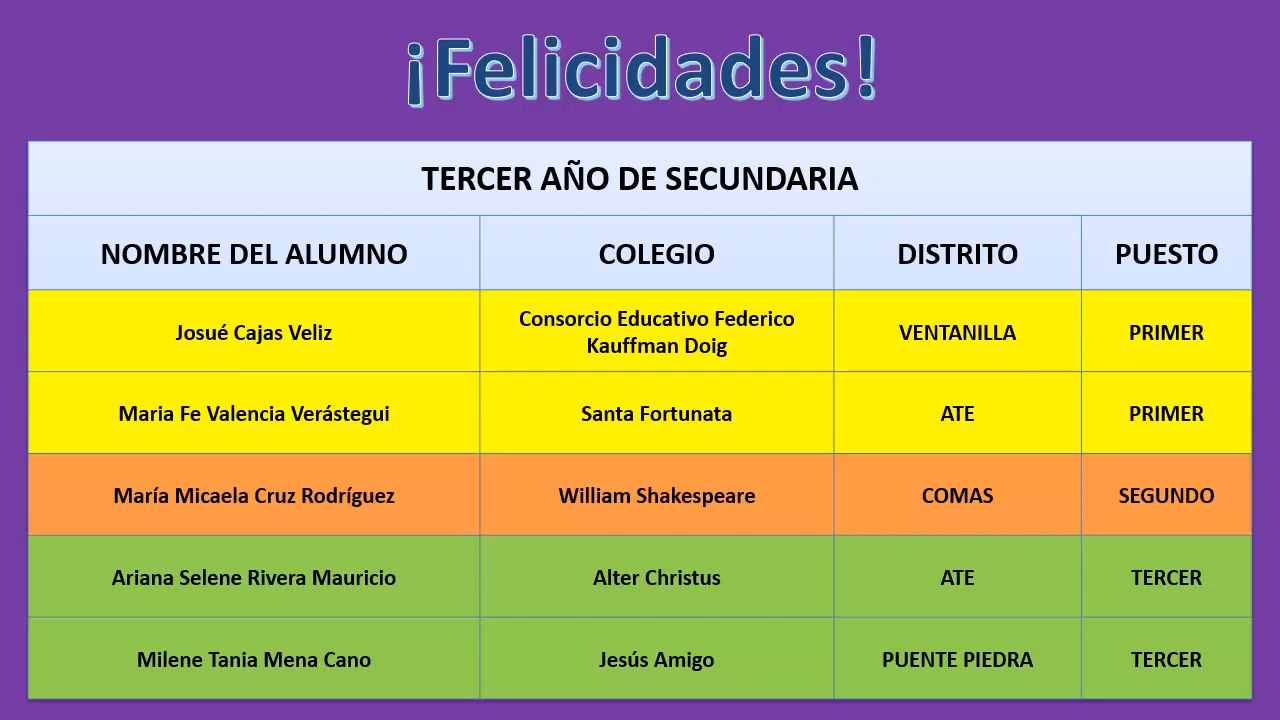 ¡Felicidades!
TERCER AÑO DE SECUNDARIA
NOMBRE DEL ALUMNO COLEGIO DISTRITO PUESTO
Josué Cajas Veliz Consorcio Educativo Federico
Kauffman Doig VENTANILLA PRIMER
Maria Fe Valencia Verástegui Santa Fortunata ATE PRIMER
María Micaela Cruz Rodríguez William Shakespeare COMAS SEGUNDO
Ariana Selene Rivera Mauricio Alter Christus ATE TERCER
Milene Tania Mena Cano Jesús Amigo PUENTE PIEDRA TERCER